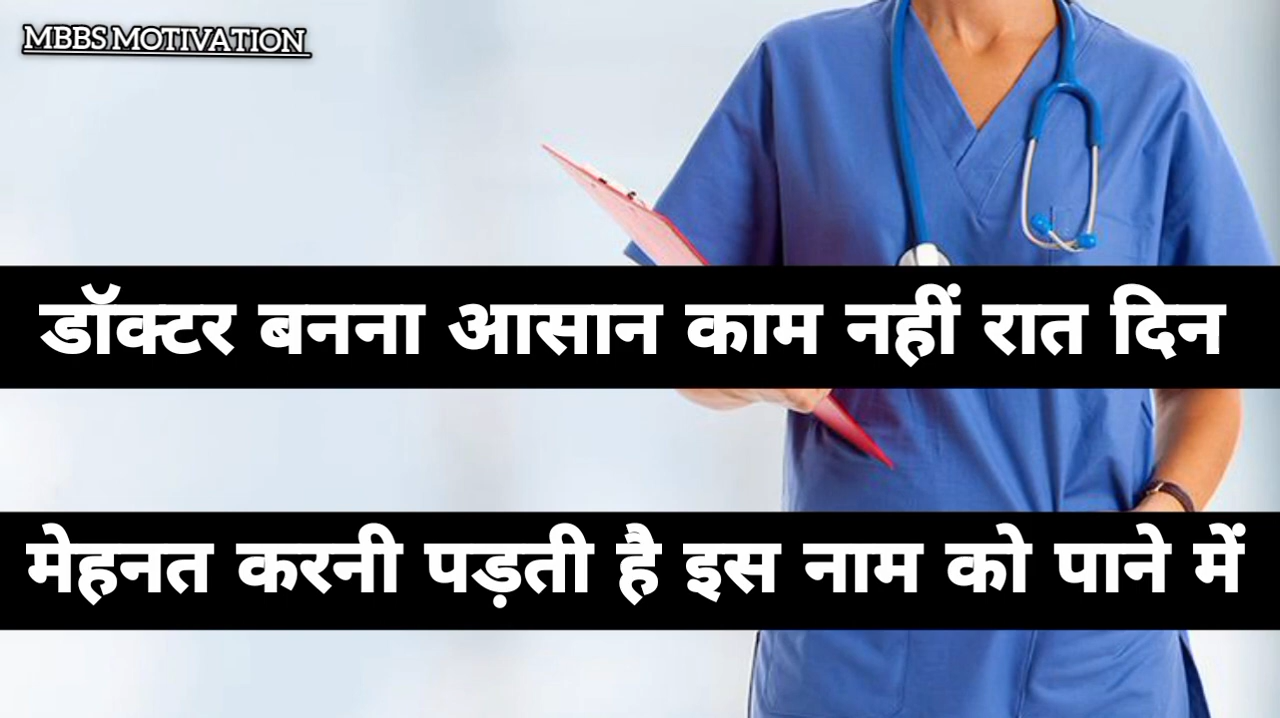 MBBS MOTIVATION
डॉक्टर बनना आसान काम नहीं रात दिन
मेहनत करनी पड़ती है इस नाम को पाने में